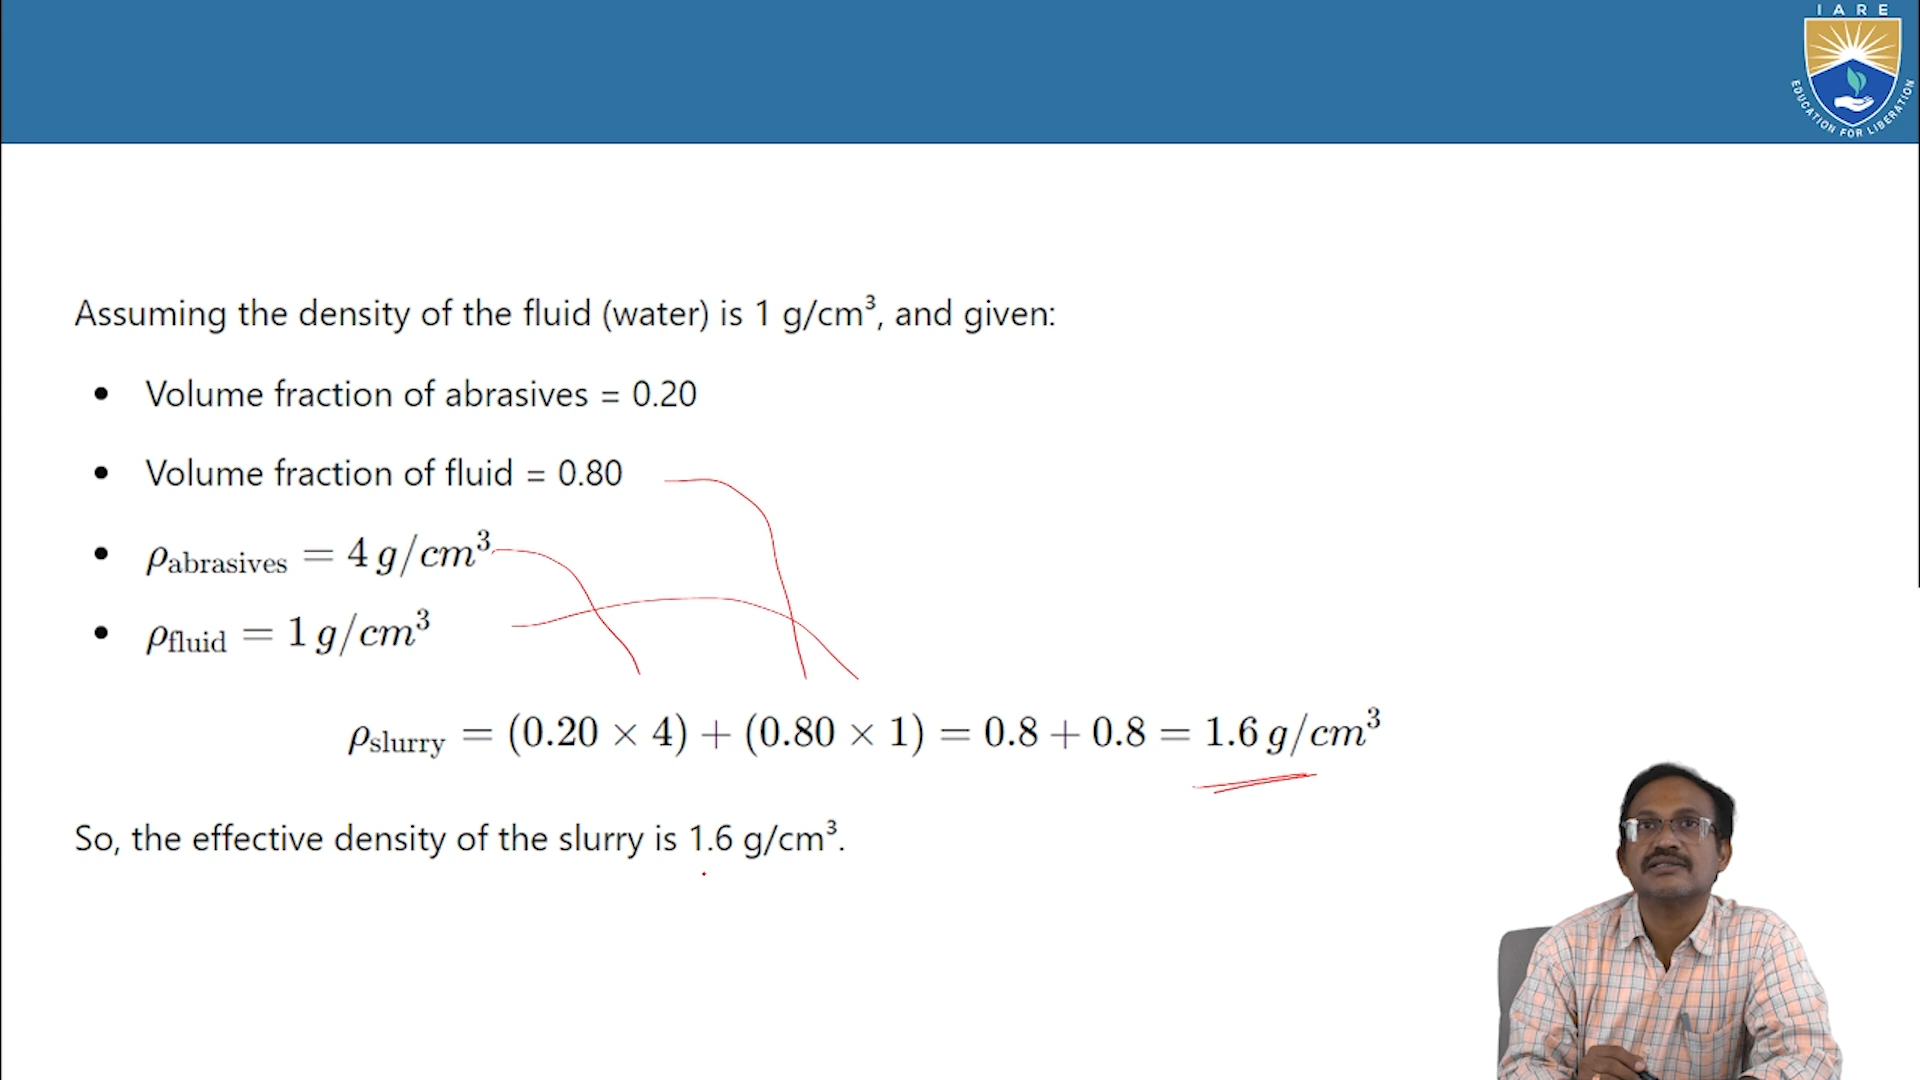 IARE
EDUCATION FOR LIBERATION
Assuming the density of the fluid (water) is 1 g/cm³, and given:
• Volume fraction of abrasives = 0.20
• Volume fraction of fluid = 0.80
• ρabrasives = 4 g/cm³
• ρfluid = 1 g/cm³
ρslurry = (0.20 × 4) + (0.80 × 1) = 0.8 + 0.8 = 1.6 g/cm³
So, the effective density of the slurry is 1.6 g/cm³.